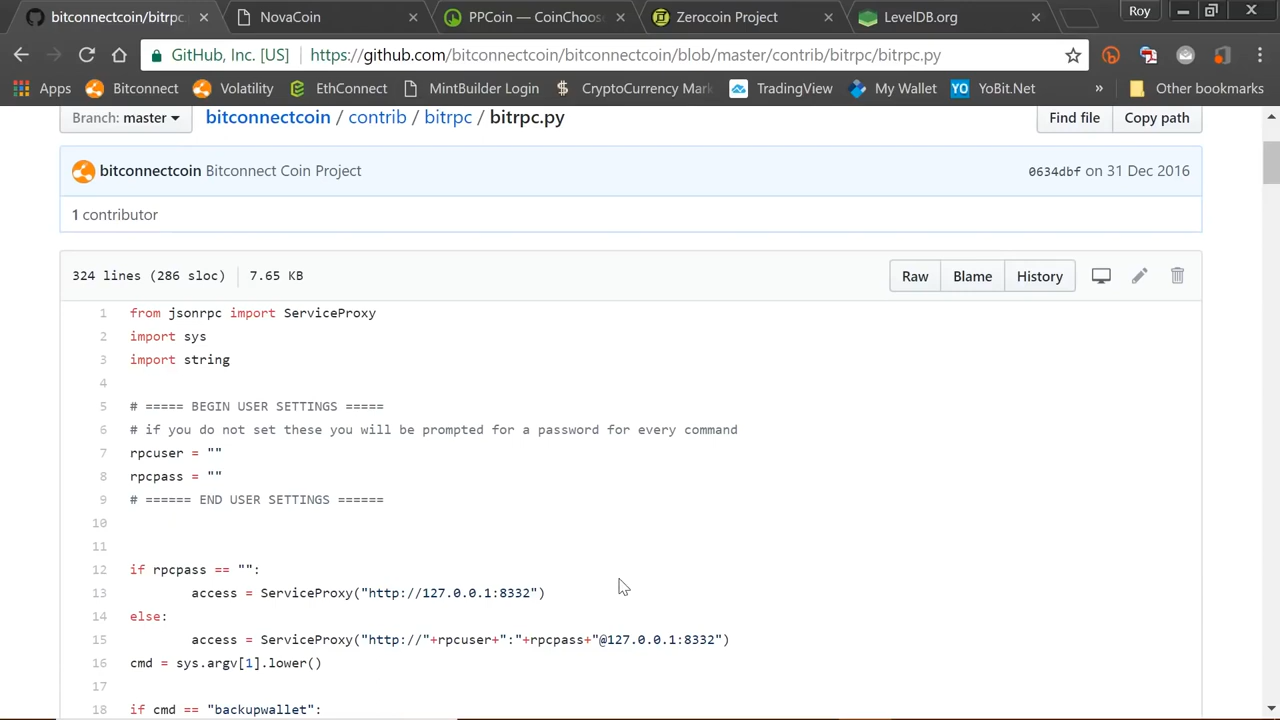 bitconnectcoin/bitrpc.
NovaCoin
PPCoin — CoinChoos
Zerocoin Project
LevelDB.org
Roy
GitHub, Inc. [US] https://github.com/bitconnectcoin/bitconnectcoin/blob/master/contrib/bitrpc/bitrpc.py
Apps Bitconnect Volatility EthConnect MintBuilder Login $ CryptoCurrency Mark TradingView My Wallet YO YoBit.Net » Other bookmarks
Branch: master bitconnectcoin / contrib / bitrpc / bitrpc.py Find file Copy path
bitconnectcoin Bitconnect Coin Project 0634dbf on 31 Dec 2016
1 contributor
324 lines (286 sloc) 7.65 KB Raw Blame History
1 from jsonrpc import ServiceProxy
2 import sys
3 import string
4
5 # ===== BEGIN USER SETTINGS =====
6 # if you do not set these you will be prompted for a password for every command
7 rpcuser = ""
8 rpcpass = ""
9 # ====== END USER SETTINGS ======
10
11
12 if rpcpass == "":
13 access = ServiceProxy("http://127.0.0.1:8332")
14 else:
15 access = ServiceProxy("http://"+rpcuser+":"+rpcpass+"@127.0.0.1:8332")
16 cmd = sys.argv[1].lower()
17
18 if cmd == "backupwallet":